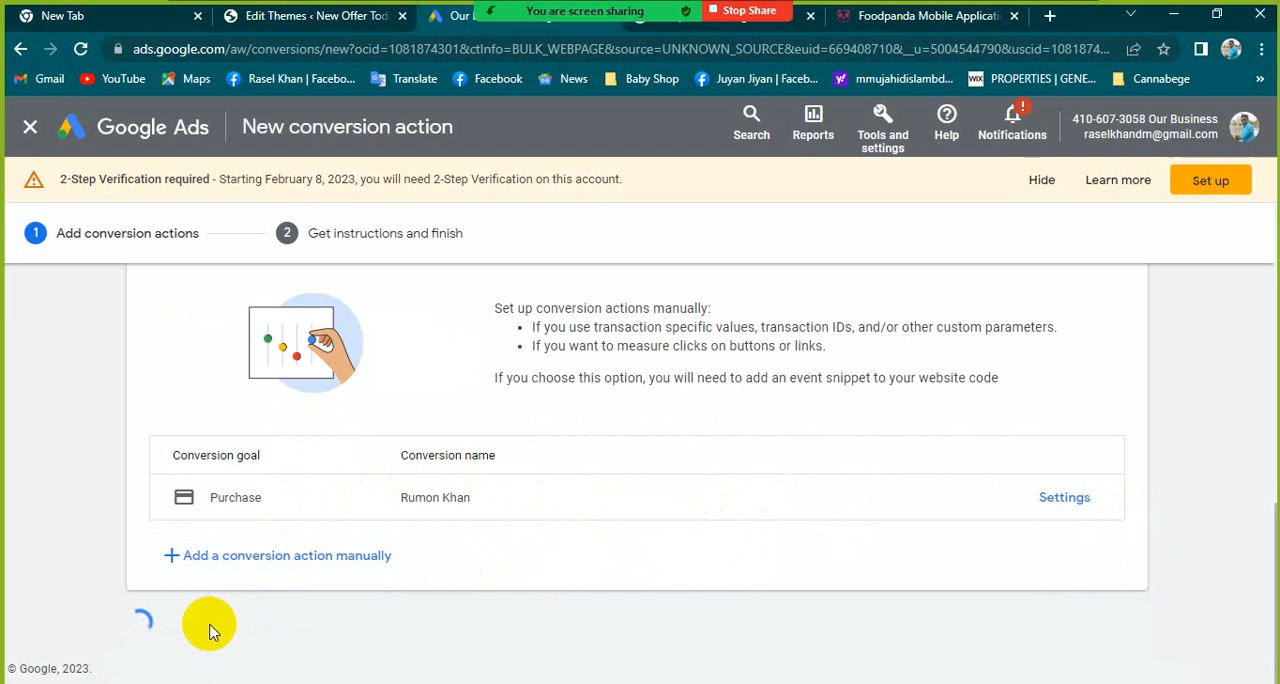 New Tab
Edit Themes ‹ New Offer Toda
Our
You are screen sharing
Stop Share
Foodpanda Mobile Applicatio
ads.google.com/aw/conversions/new?ocid=1081874301&ctInfo=BULK_WEBPAGE&source=UNKNOWN_SOURCE&euid=669408710&__u=5004544790&uscid=1081874...
Gmail
YouTube
Maps
Rasel Khan | Facebo...
Translate
Facebook
News
Baby Shop
Juyan Jiyan | Faceb...
mmujahidislambd...
WIX
PROPERTIES | GENE...
Cannabege
»
Google Ads
New conversion action
Search
Reports
Tools and settings
Help
Notifications
410-607-3058 Our Business
raselkhandm@gmail.com
2-Step Verification required - Starting February 8, 2023, you will need 2-Step Verification on this account.
Hide
Learn more
Set up
1 Add conversion actions
2 Get instructions and finish
Set up conversion actions manually:
• If you use transaction specific values, transaction IDs, and/or other custom parameters.
• If you want to measure clicks on buttons or links.
If you choose this option, you will need to add an event snippet to your website code
Conversion goal
Conversion name
Purchase
Rumon Khan
Settings
+ Add a conversion action manually
© Google, 2023.